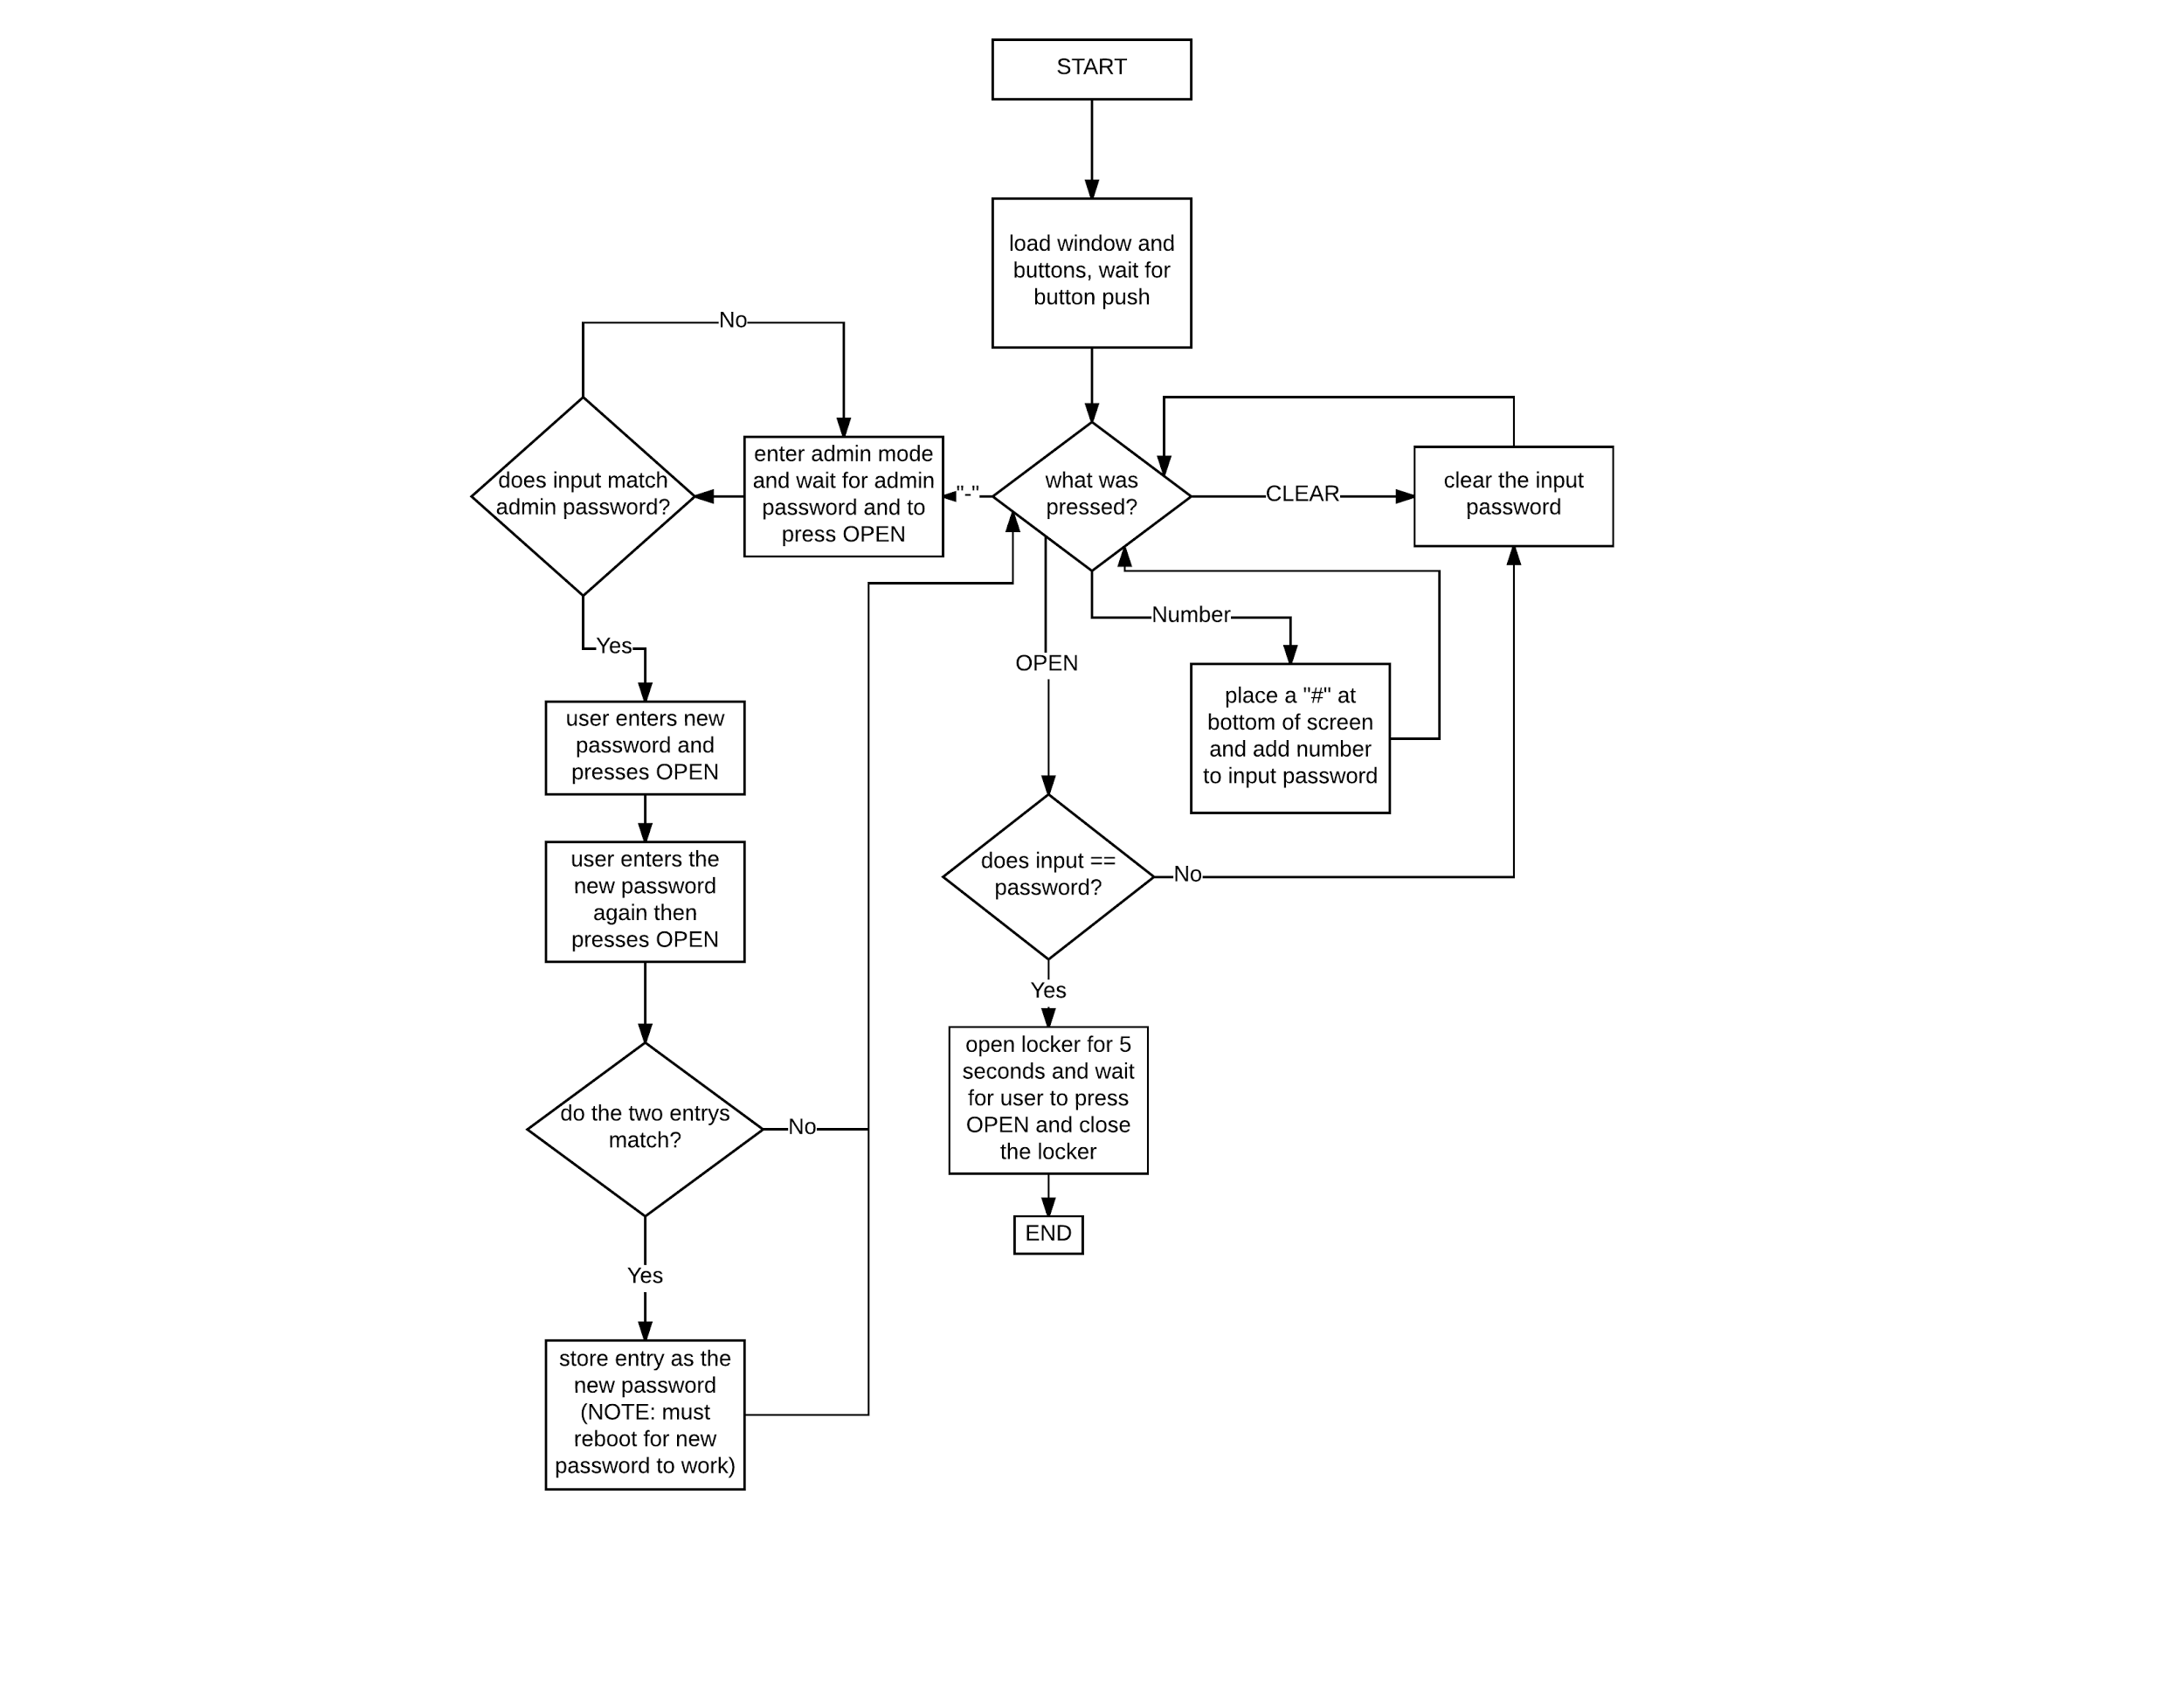 START
load window and
buttons, wait for
button push
No
does input match
admin password?
enter admin mode
and wait for admin
password and to
press OPEN
"-"
what was
pressed?
CLEAR
clear the input
password
Yes
OPEN
Number
user enters new
password and
presses OPEN
place a "#" at
bottom of screen
and add number
to input password
user enters the
new password
again then
presses OPEN
does input ==
password?
No
Yes
do the two entrys
match?
No
open locker for 5
seconds and wait
for user to press
OPEN and close
the locker
END
Yes
store entry as the
new password
(NOTE: must
reboot for new
password to work)